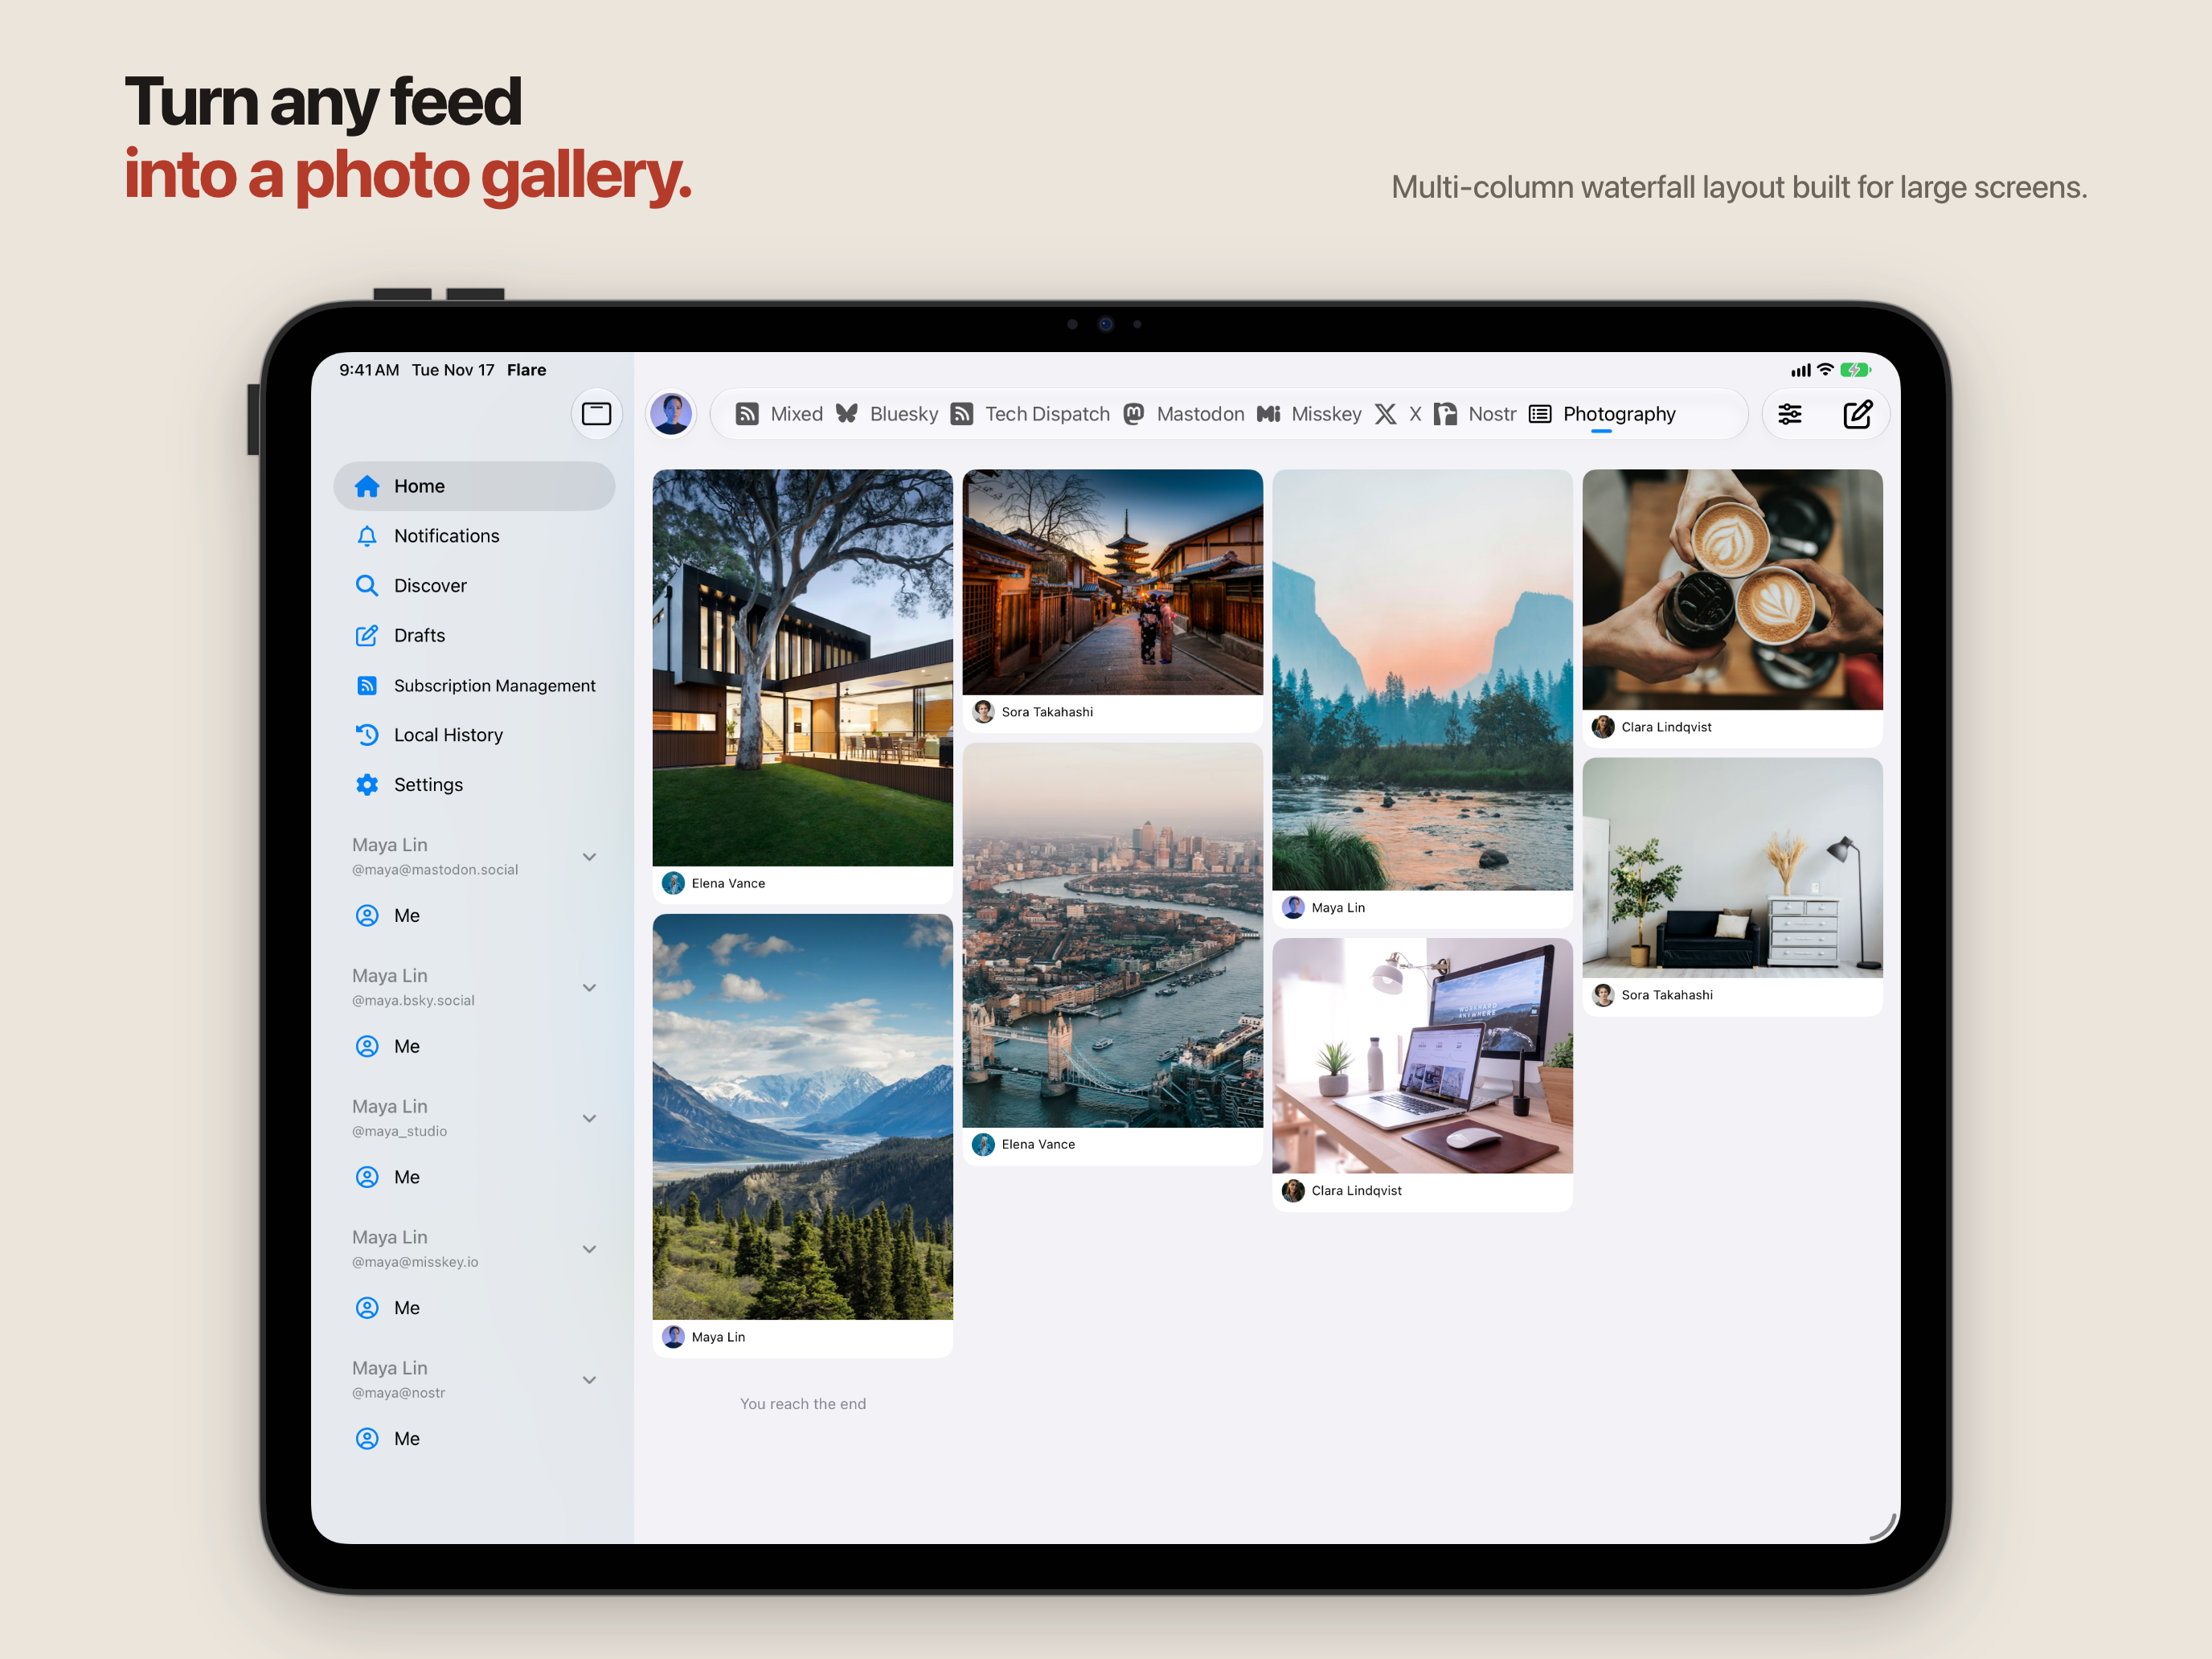 Turn any feed
into a photo gallery.
Multi-column waterfall layout built for large screens.
9:41 AM Tue Nov 17 Flare
Mixed Bluesky Tech Dispatch Mastodon Misskey X Nostr Photography
Home
Notifications
Discover
Drafts
Subscription Management
Local History
Settings
Maya Lin
@maya@mastodon.social
Me
Maya Lin
@maya.bsky.social
Me
Maya Lin
@maya_studio
Me
Maya Lin
@maya@misskey.io
Me
Maya Lin
@maya@nostr
Me
Elena Vance
Maya Lin
You reach the end
Sora Takahashi
Elena Vance
Maya Lin
Clara Lindqvist
Clara Lindqvist
Sora Takahashi